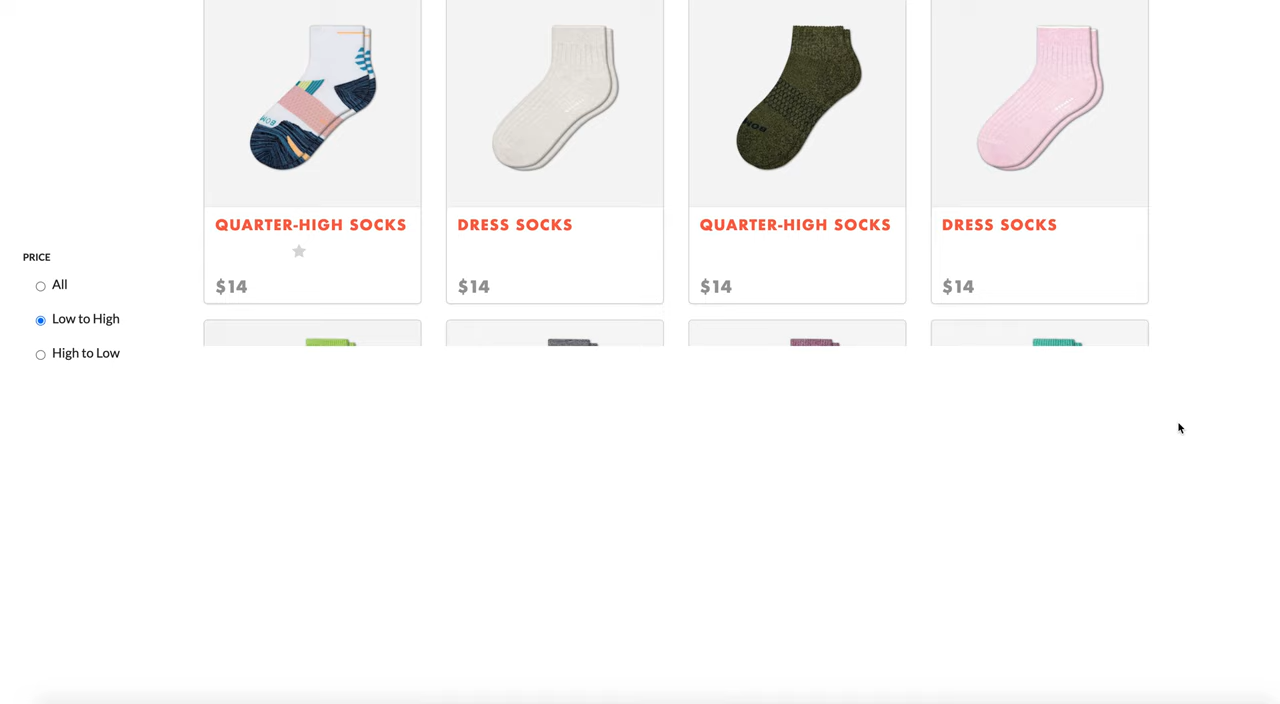 QUARTER-HIGH SOCKS
DRESS SOCKS
QUARTER-HIGH SOCKS
DRESS SOCKS
$14
$14
$14
$14
PRICE
All
Low to High
High to Low